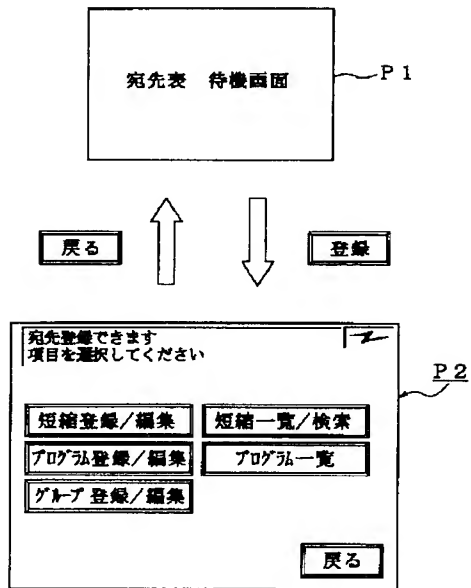 宛先表 待機画面
P1
戻る
登録
宛先登録できます
項目を選択してください
P2
短縮登録/編集
短縮一覧/検索
プログラム登録/編集
プログラム一覧
グループ登録/編集
戻る